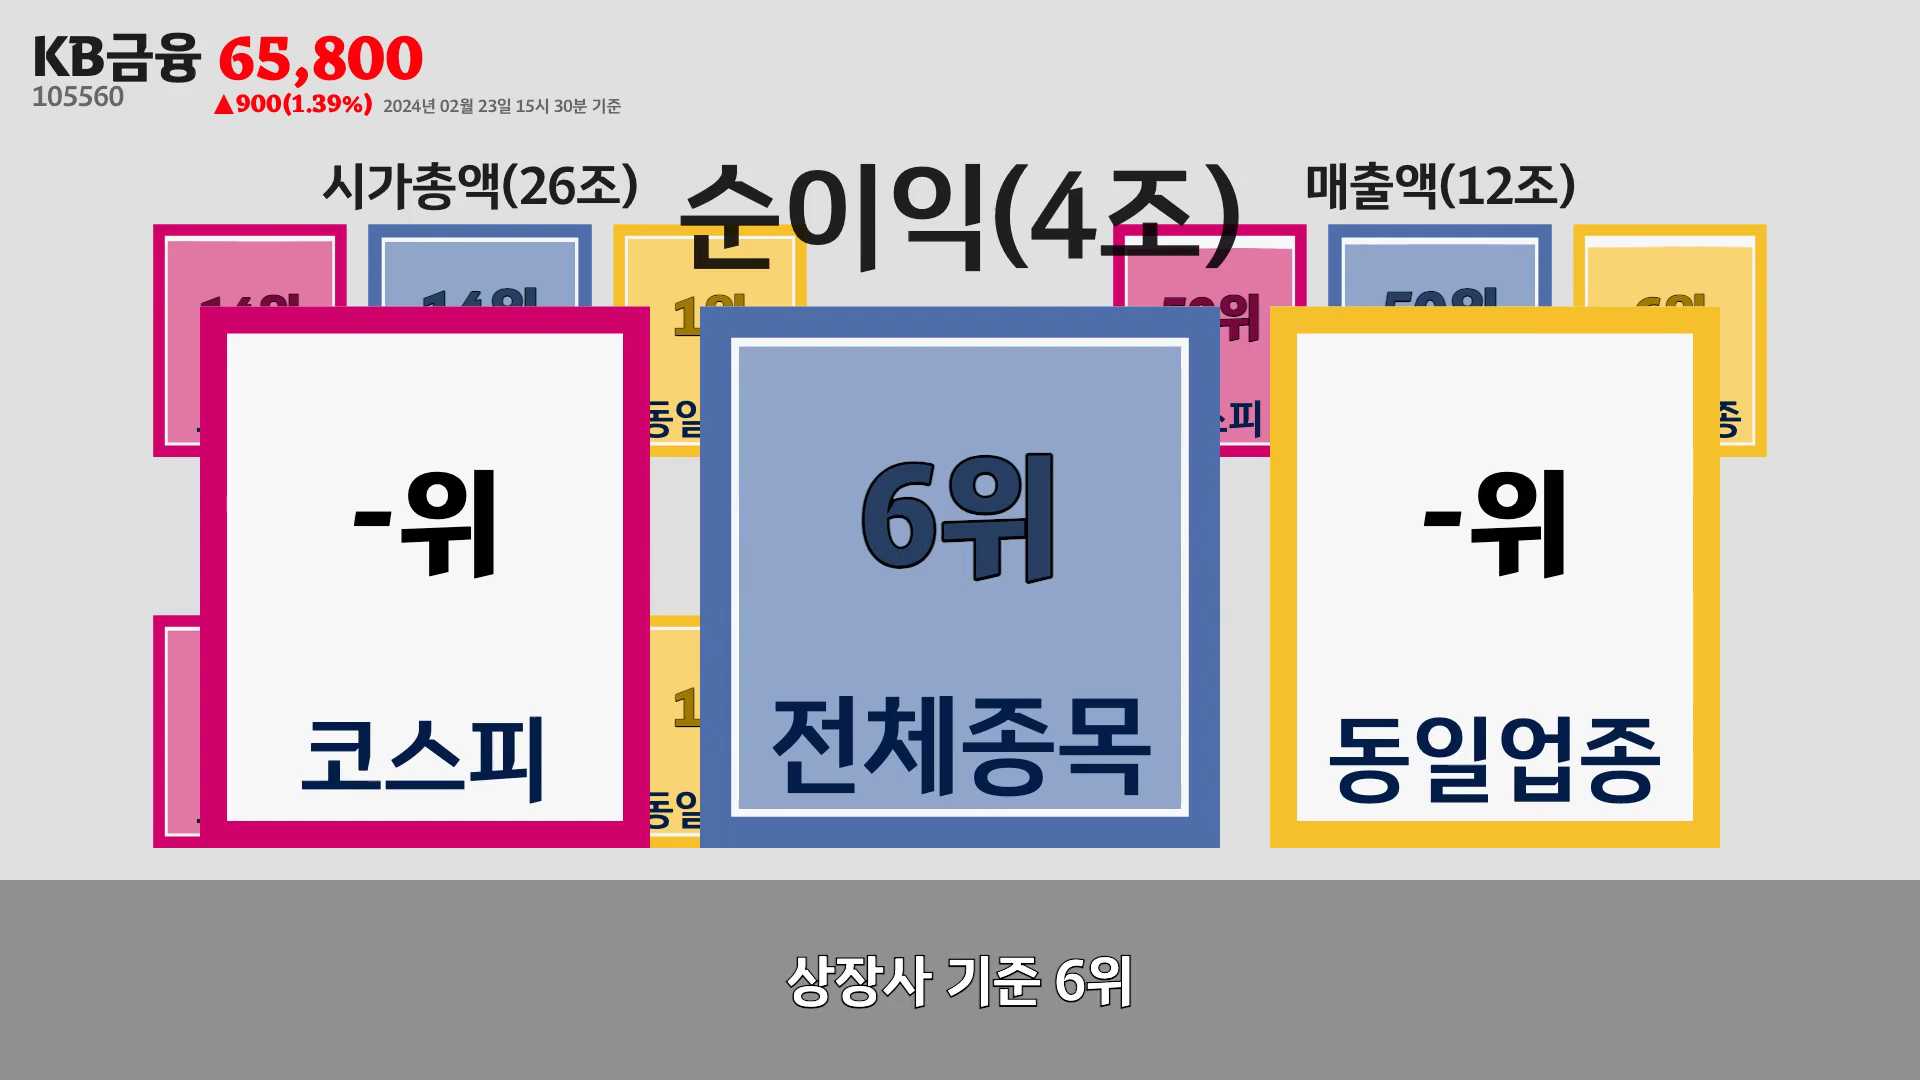 KB금융 65,800
105560
▲900(1.39%) 2024년 02월 23일 15시 30분 기준
시가총액(26조) 순이익(4조) 매출액(12조)
-위 6위 -위
코스피 전체종목 동일업종
상장사 기준 6위